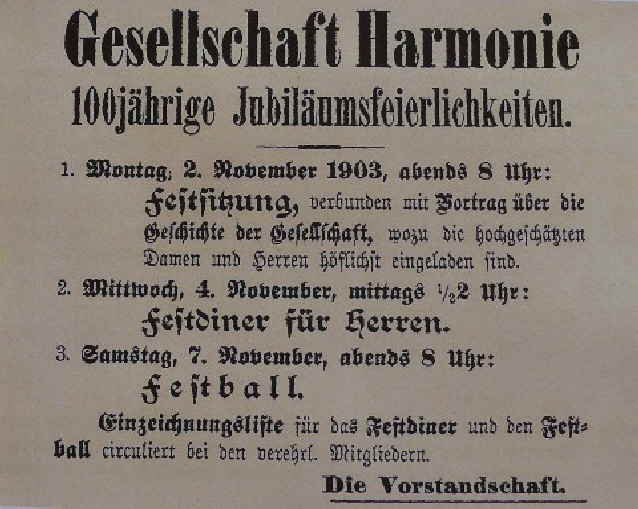 Gesellschaft Harmonie
100jährige Jubiläumsfeierlichkeiten.
1. Montag, 2. November 1903, abends 8 Uhr:
Festsitzung, verbunden mit Vortrag über die
Geschichte der Gesellschaft, wozu die hochgeschätzten
Damen und Herren höflichst eingeladen sind.
2. Mittwoch, 4. November, mittags ½2 Uhr:
Festdiner für Herren.
3. Samstag, 7. November, abends 8 Uhr:
Festball.
Einzeichnungsliste für das Festdiner und den Fest-
ball circuliert bei den verehrl. Mitgliedern.
Die Vorstandschaft.